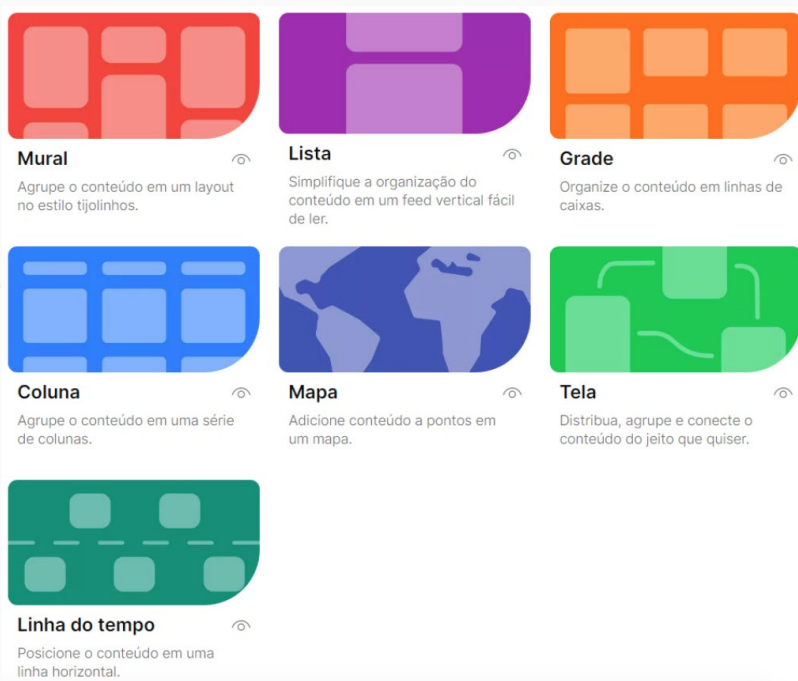 Mural
Agrupe o conteúdo em um layout
no estilo tijolinhos.
Lista
Simplifique a organização do
conteúdo em um feed vertical fácil
de ler.
Grade
Organize o conteúdo em linhas de
caixas.
Coluna
Agrupe o conteúdo em uma série
de colunas.
Mapa
Adicione conteúdo a pontos em
um mapa.
Tela
Distribua, agrupe e conecte o
conteúdo do jeito que quiser.
Linha do tempo
Posicione o conteúdo em uma
linha horizontal.